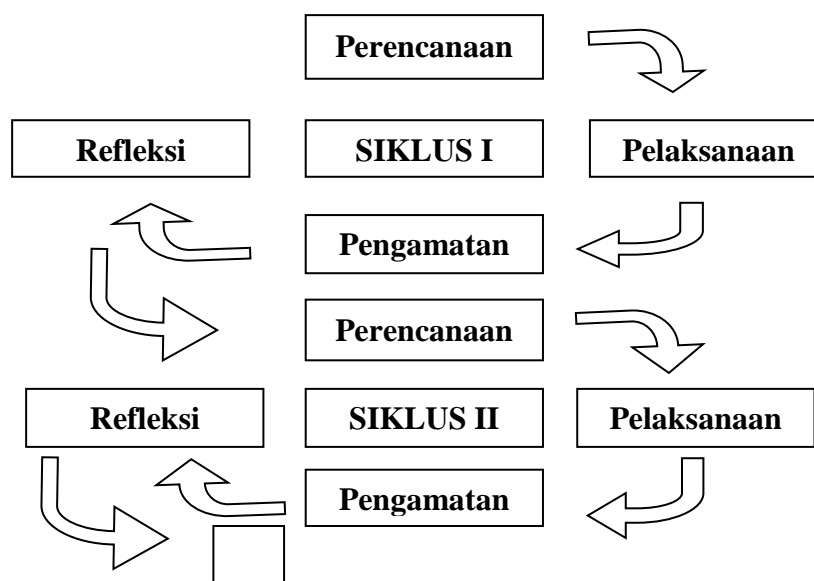 Perencanaan
Refleksi
SIKLUS I
Pelaksanaan
Pengamatan
Perencanaan
Refleksi
SIKLUS II
Pelaksanaan
Pengamatan